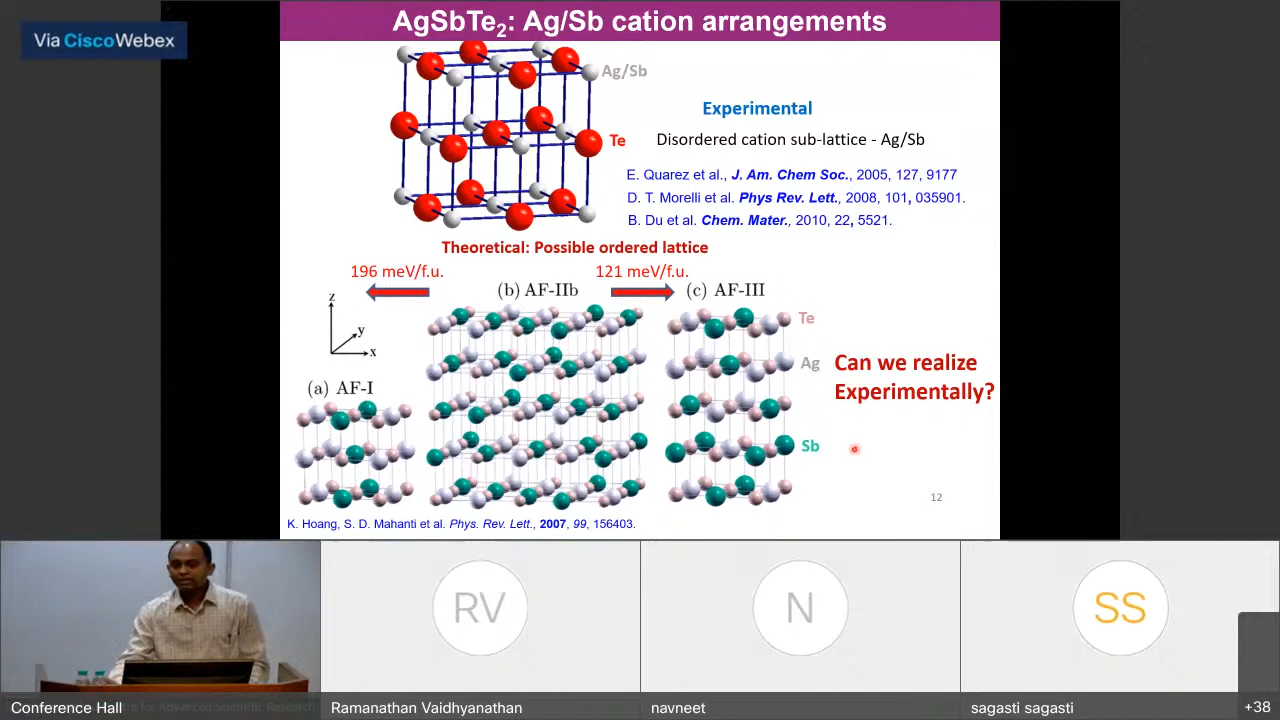 AgSbTe2: Ag/Sb cation arrangements
Via Cisco Webex
Ag/Sb
Te
Experimental
Disordered cation sub-lattice - Ag/Sb
E. Quarez et al., J. Am. Chem Soc., 2005, 127, 9177
D. T. Morelli et al. Phys Rev. Lett., 2008, 101, 035901.
B. Du et al. Chem. Mater., 2010, 22, 5521.
Theoretical: Possible ordered lattice
196 meV/f.u.
121 meV/f.u.
(b) AF-IIb
(c) AF-III
z
y
x
(a) AF-I
Te
Ag
Sb
Can we realize
Experimentally?
12
K. Hoang, S. D. Mahanti et al. Phys. Rev. Lett., 2007, 99, 156403.
RV
N
SS
Conference Hall
Ramanathan Vaidhyanathan
navneet
sagasti sagasti
+38